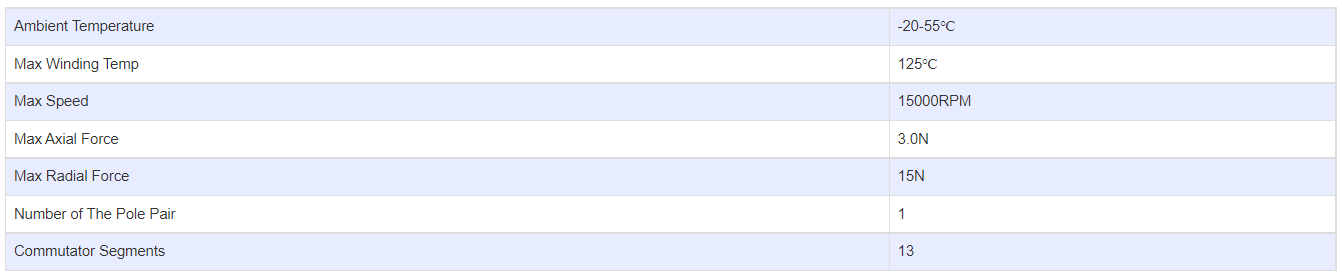 Ambient Temperature -20-55℃
Max Winding Temp 125℃
Max Speed 15000RPM
Max Axial Force 3.0N
Max Radial Force 15N
Number of The Pole Pair 1
Commutator Segments 13